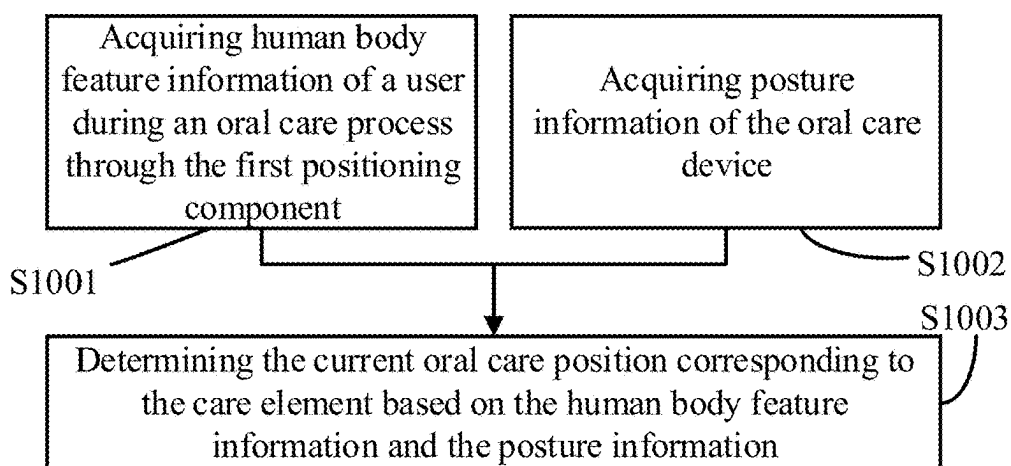 Acquiring human body
feature information of a user
during an oral care process
through the first positioning
component
Acquiring posture
information of the oral care
device
S1001
S1002
S1003
Determining the current oral care position corresponding to
the care element based on the human body feature
information and the posture information